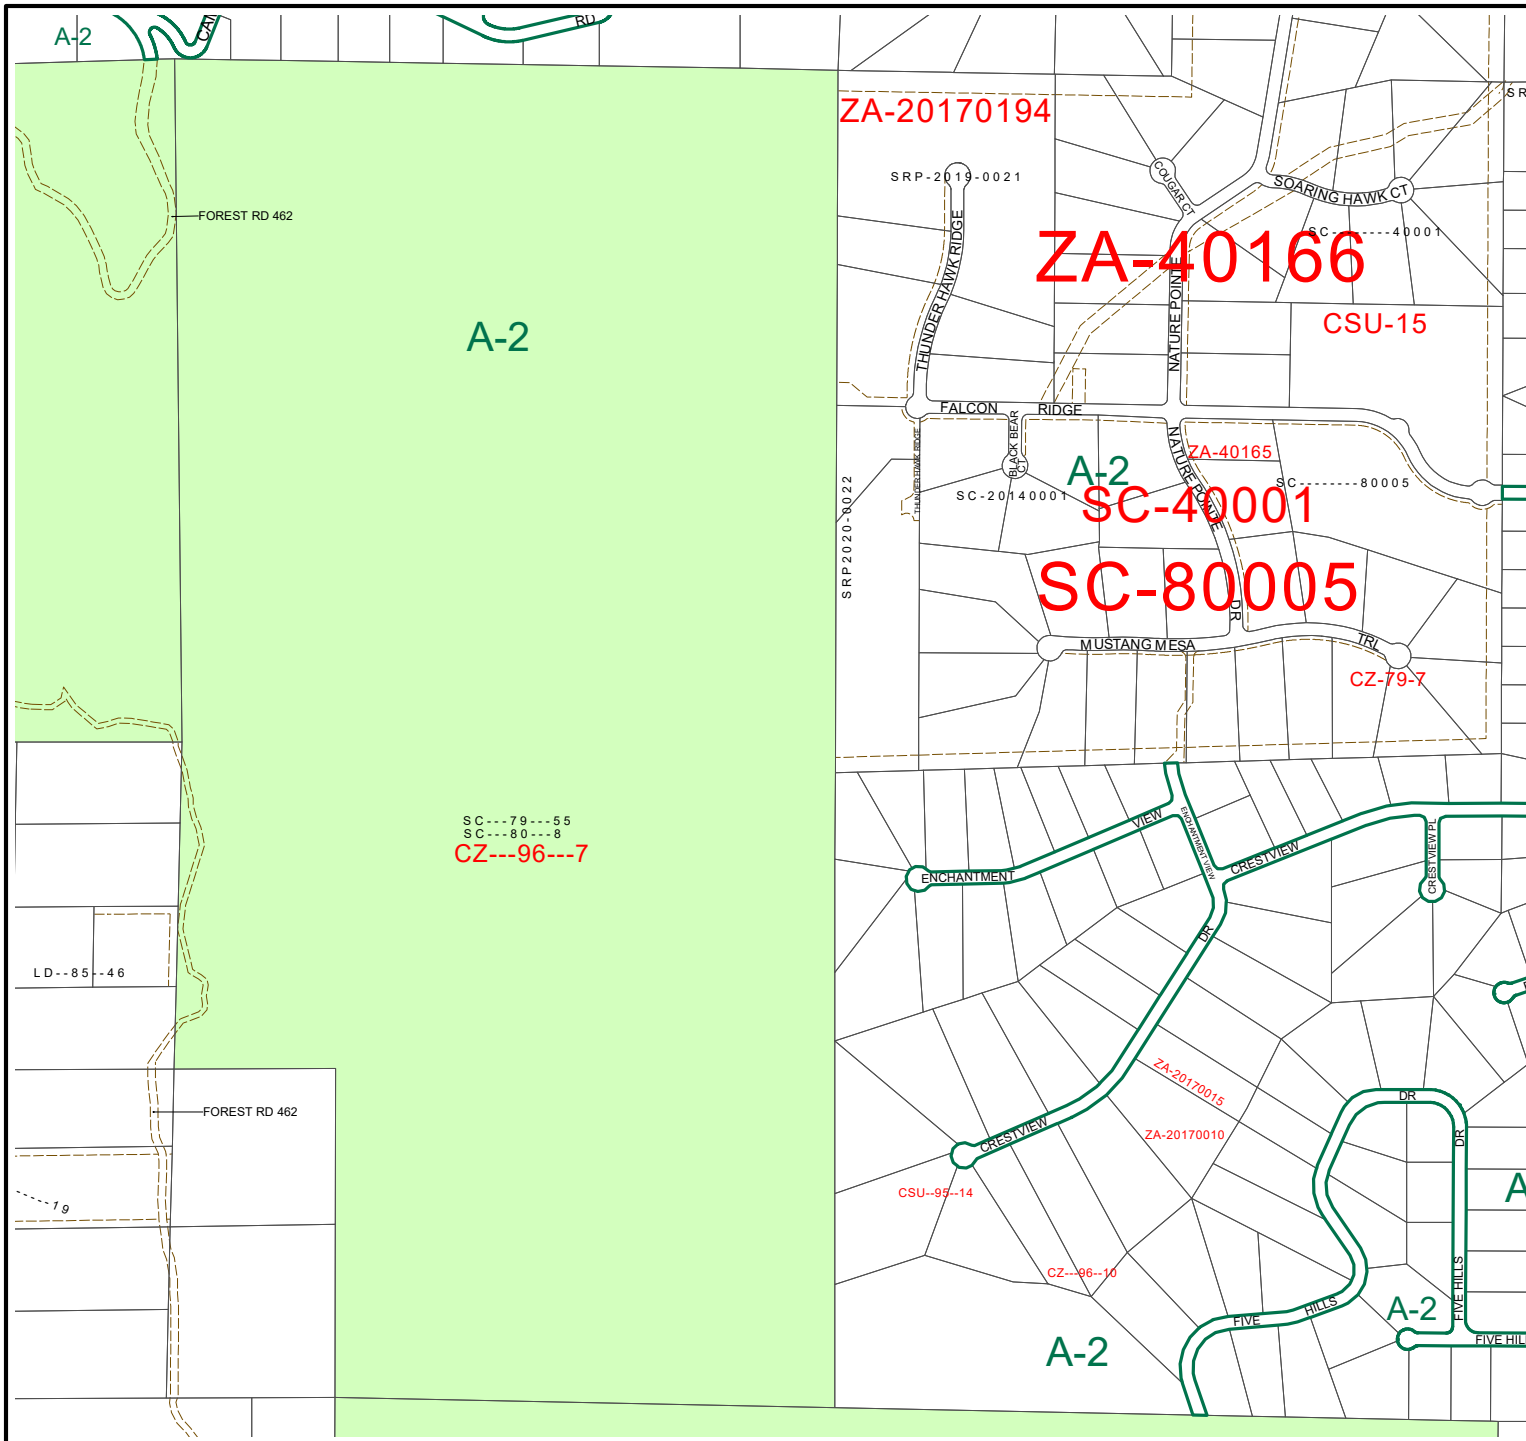 A-2
RD
ZA-20170194
SRP-2019-0021
COUGAR CT
SOARING HAWK CT
SC-------40001
FOREST RD 462
THUNDER HAWK RIDGE
ZA-40166
NATURE POINTE
CSU-15
A-2
FALCON
RIDGE
BLACK BEAR
CT
THUNDER HAWK RIDGE
NATURE POINTE
ZA-40165
A-2
SC-------80005
SC-20140001
SC-40001
SRP2020-0022
SC-80005
DR
MUSTANG MESA
TRL
CZ-79-7
SC---79---55
SC---80---8
CZ---96---7
VIEW
ENCHANTMENT VIEW
CRESTVIEW
CRESTVIEW PL
ENCHANTMENT
DR
LD--85--46
ZA-20170015
FOREST RD 462
ZA-20170010
DR
DR
CRESTVIEW
CSU--95--14
-----19
CZ---96--10
FIVE
HILLS
FIVE HILLS
A-2
A-2